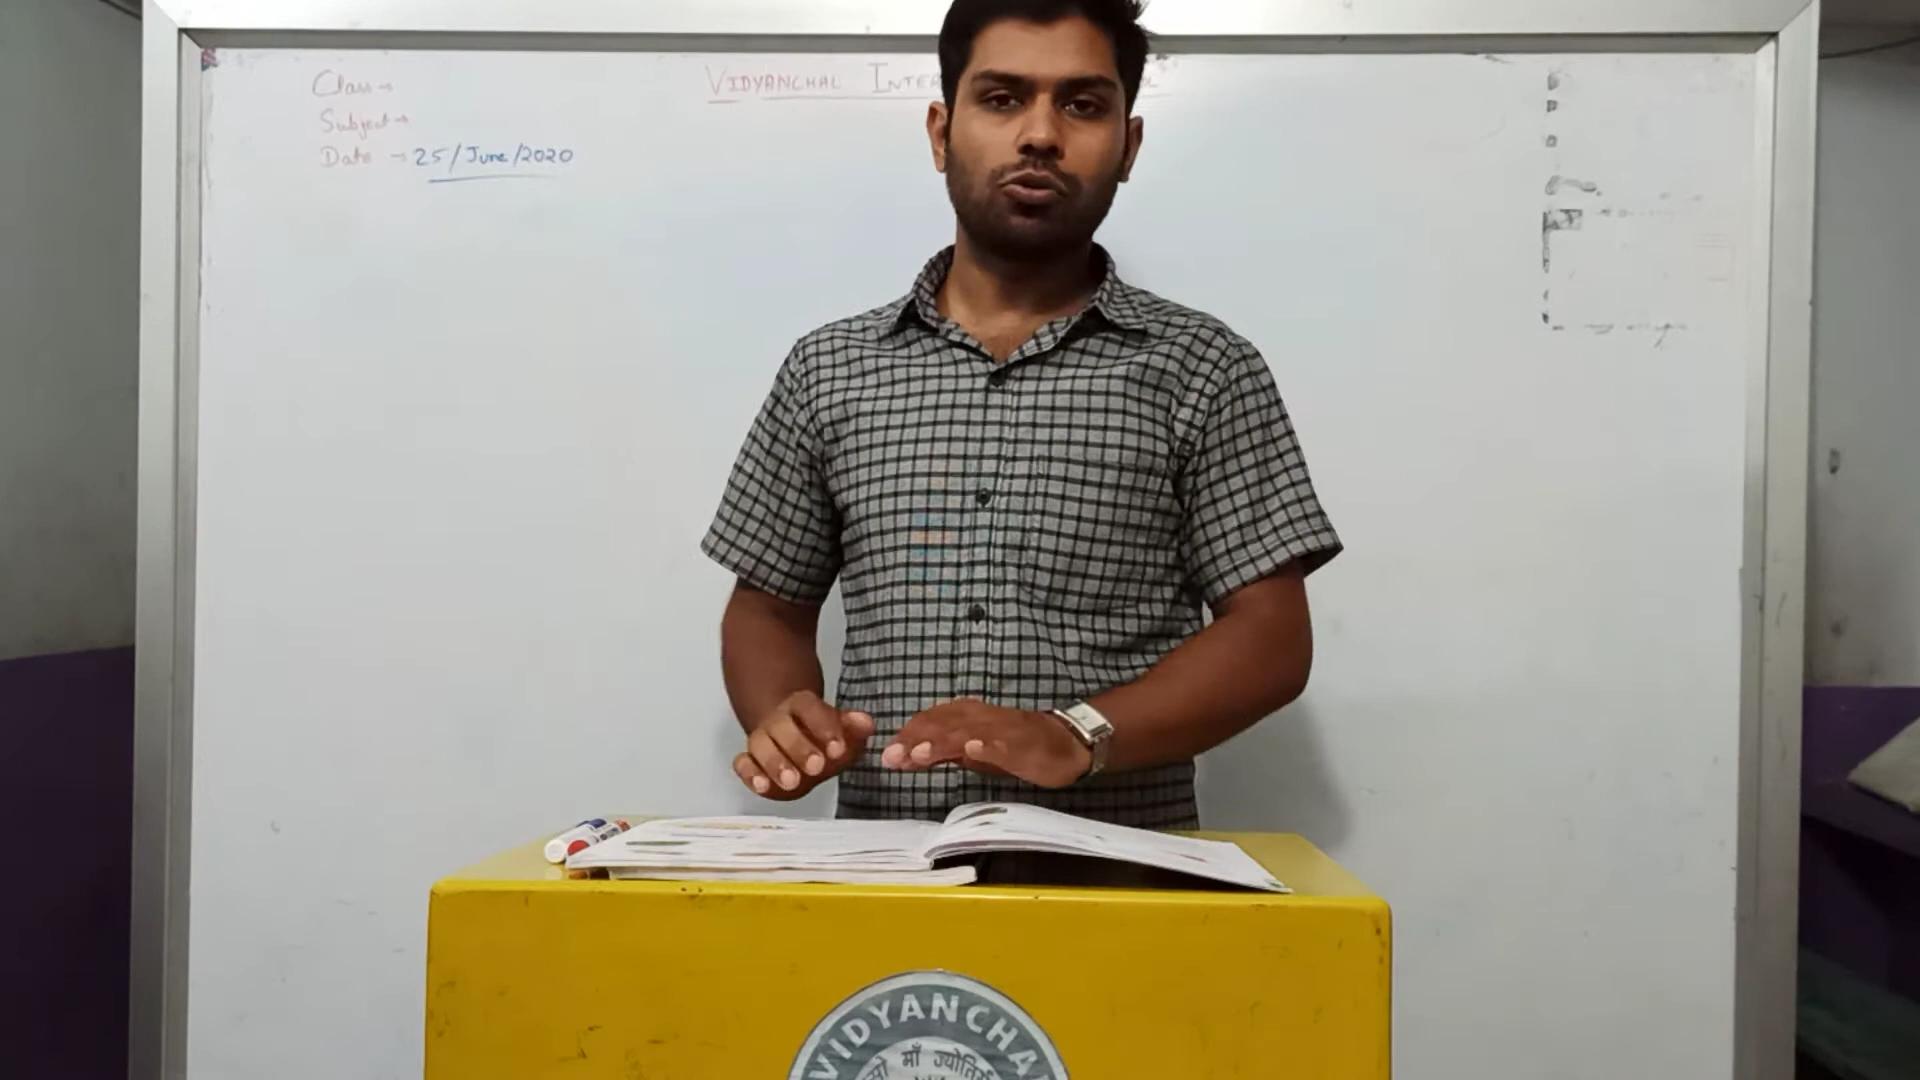 Class →
VIDYANCHAL INTER
Subject →
Date → 25/June/2020
VIDYANCHA
माँ